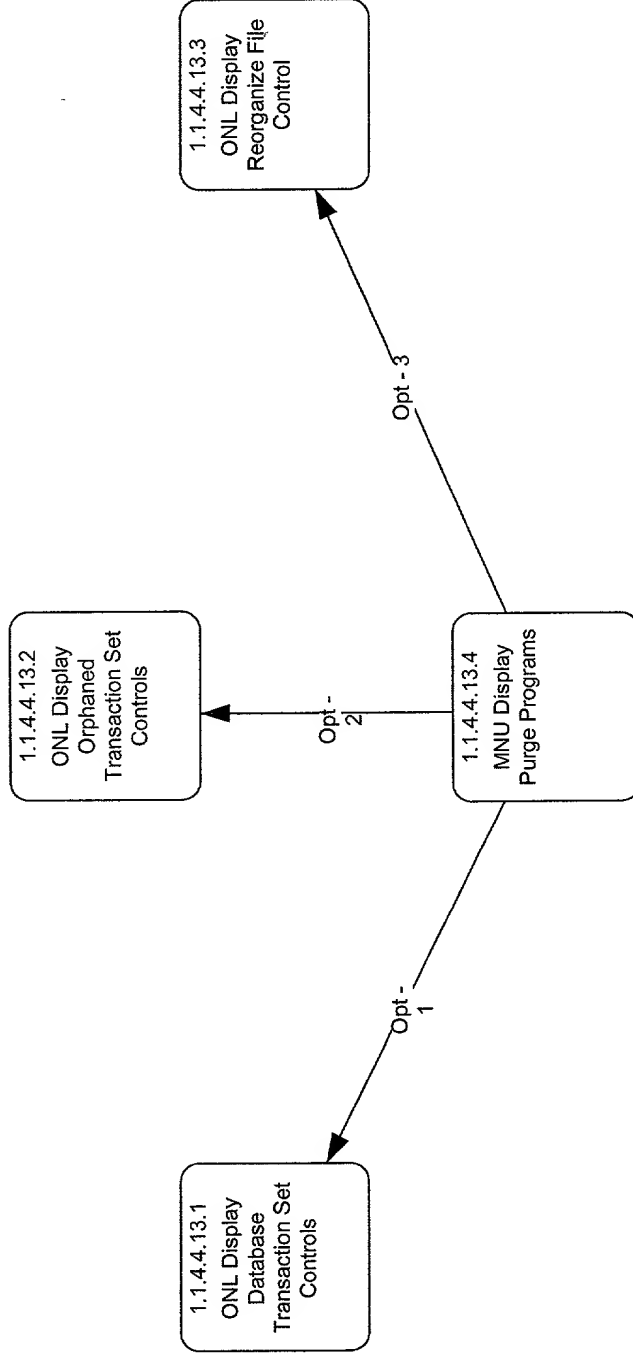 1.1.4.4.13.1
ONL Display
Database
Transaction Set
Controls
1.1.4.4.13.2
ONL Display
Orphaned
Transaction Set
Controls
1.1.4.4.13.3
ONL Display
Reorganize File
Control
Opt -
1
Opt -
2
Opt - 3
1.1.4.4.13.4
MNU Display
Purge Programs